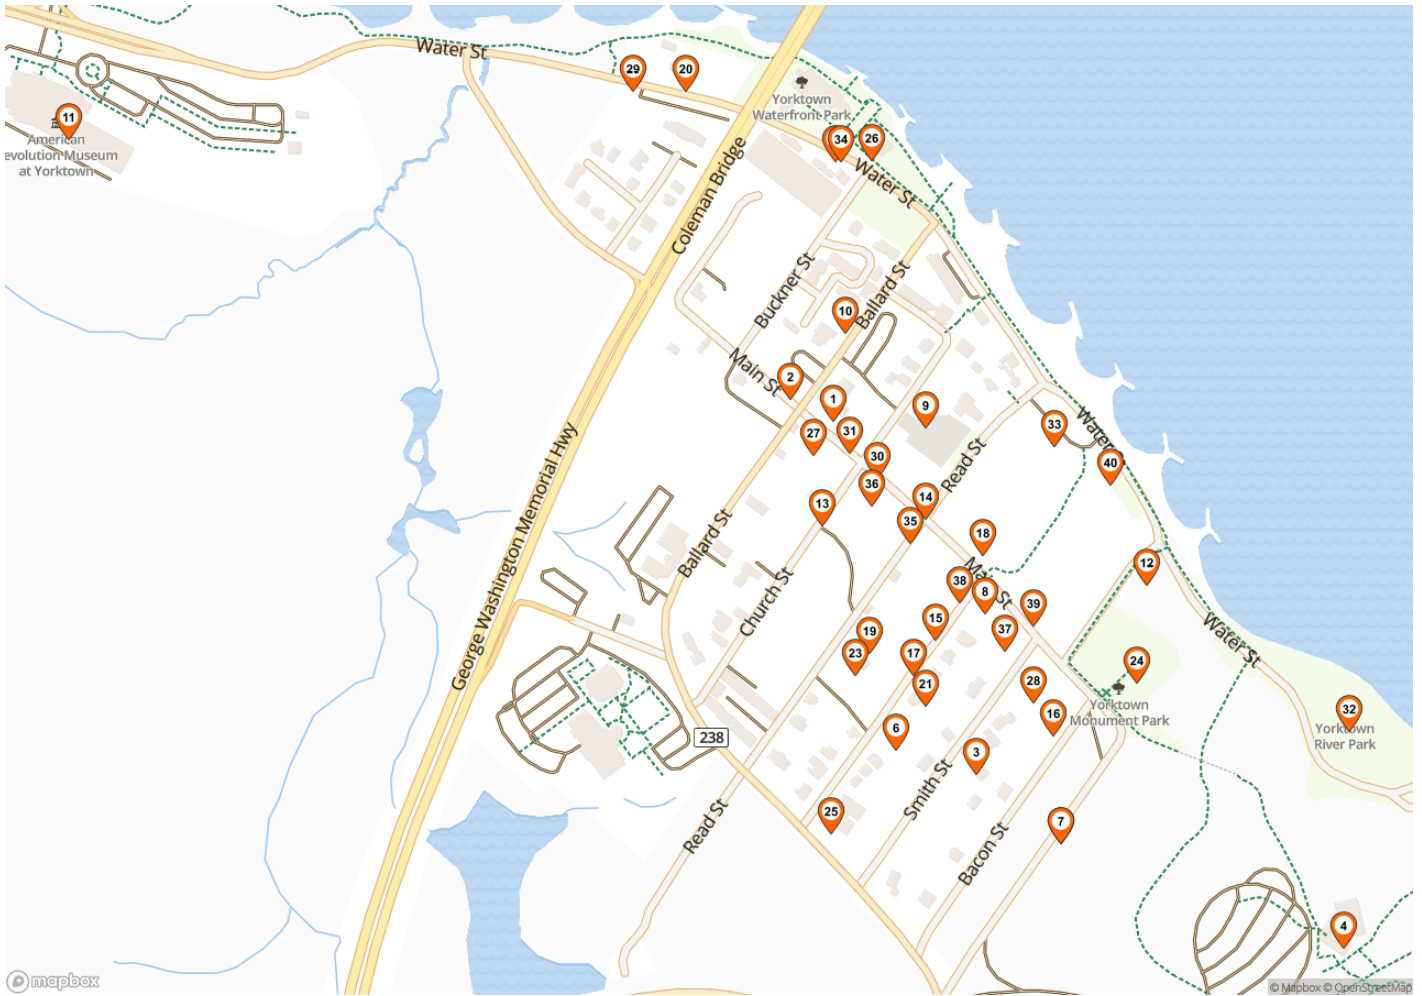 Water St
29
20
Yorktown
Waterfront Park
11
American
evolution Museum
at Yorktown
34
26
Water St
Coleman Bridge
Buckner St
Ballard St
10
Main St
2
1
9
27
31
33
Water S
30
40
Read St
36
13
14
35
18
George Washington Memorial Hwy
Ballard St
Church St
Main St
12
38
8
39
15
37
19
Water St
23
17
24
21
28
Yorktown
Monument Park
32
Yorktown
River Park
16
6
238
3
Smith St
25
7
Read St
Bacon St
4
mapbox
© Mapbox © OpenStreetMap